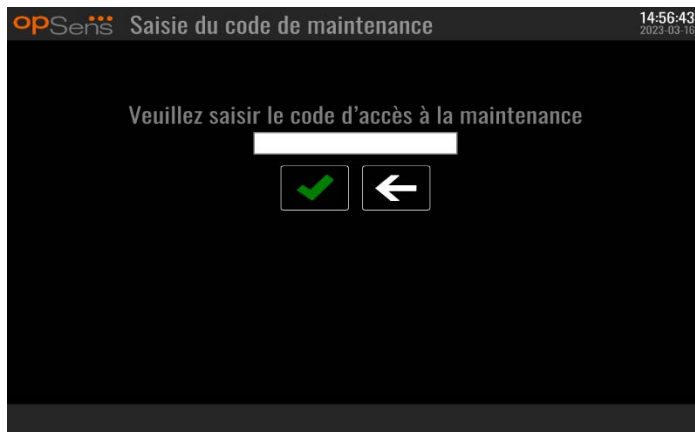 opSens Saisie du code de maintenance
14:56:43
2023-03-16
Veuillez saisir le code d'accès à la maintenance